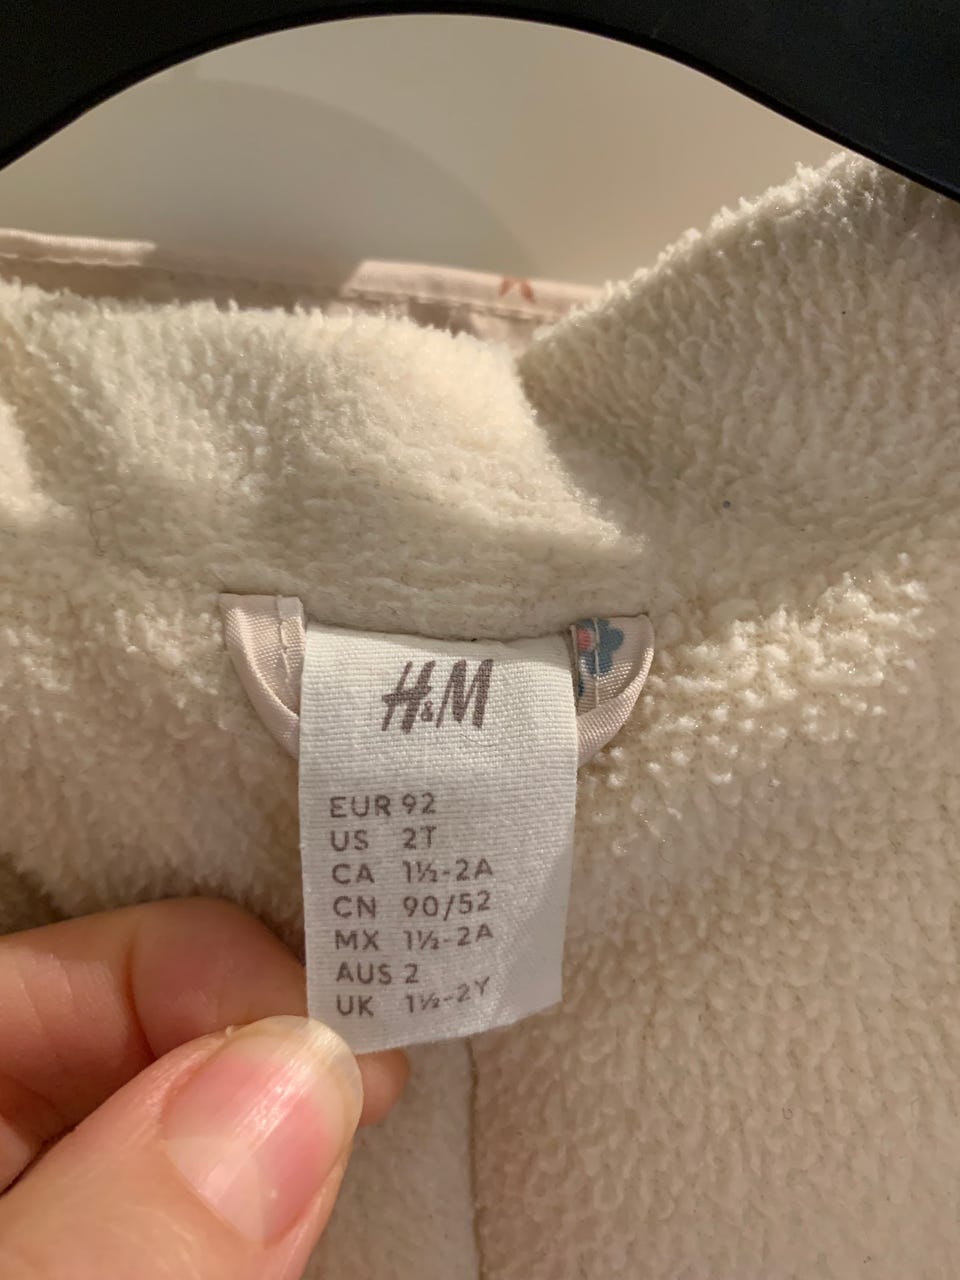 H&M
EUR 92
US 2T
CA 1½-2A
CN 90/52
MX 1½-2A
AUS 2
UK 1½-2Y